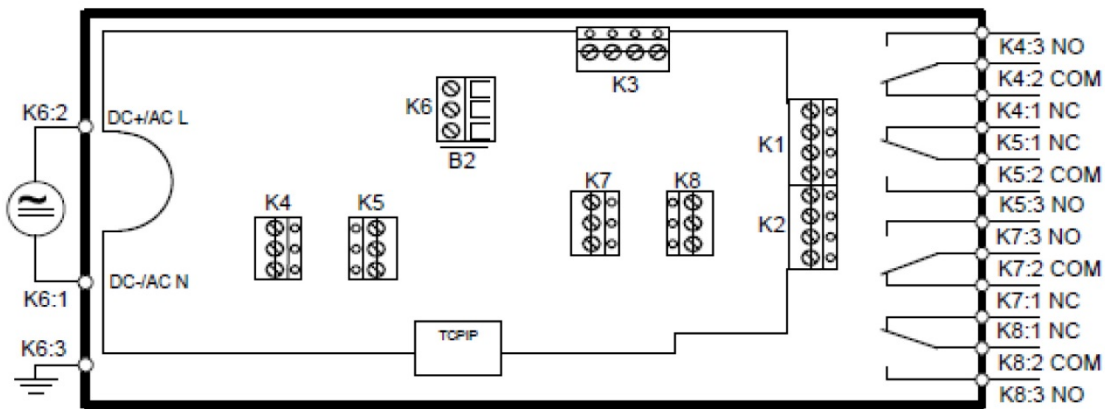 K6:2
DC+/AC L
K6:1
DC-/AC N
K6:3
K6
B2
K3
K4
K5
K7
K8
K1
K2
TCPIP
K4:3 NO
K4:2 COM
K4:1 NC
K5:1 NC
K5:2 COM
K5:3 NO
K7:3 NO
K7:2 COM
K7:1 NC
K8:1 NC
K8:2 COM
K8:3 NO